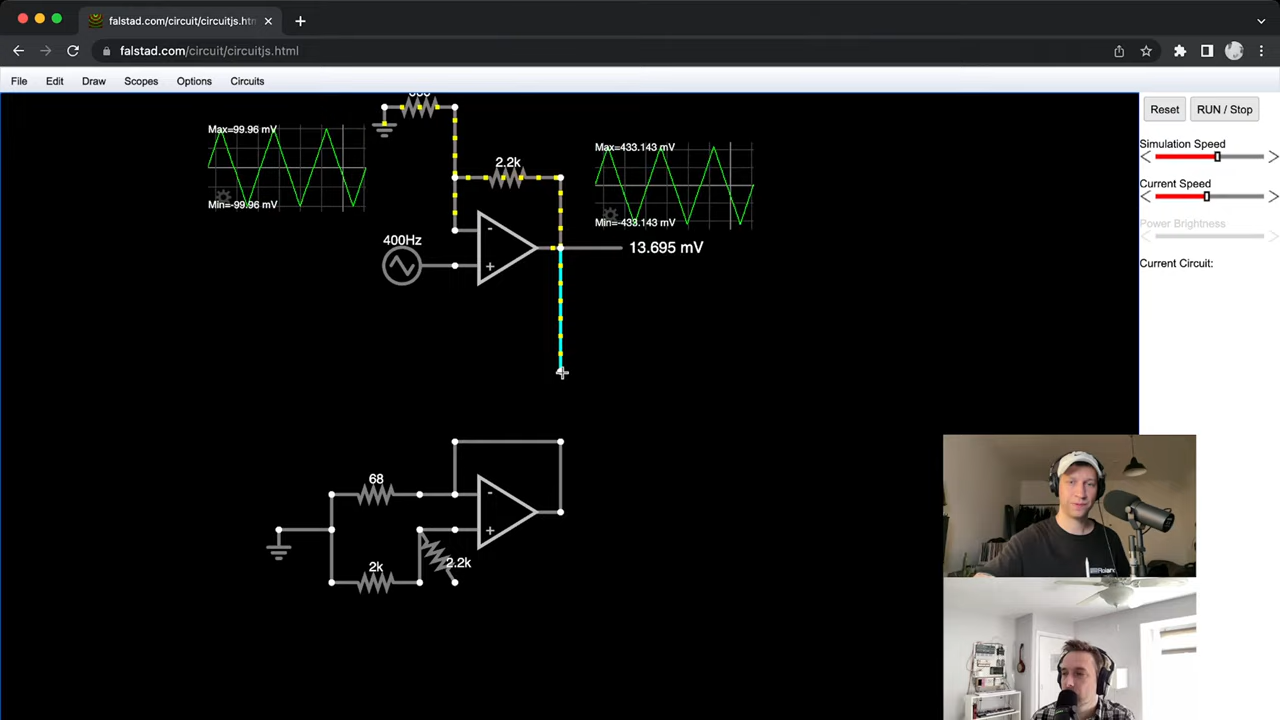 falstad.com/circuit/circuitjs.htm
falstad.com/circuit/circuitjs.html
File Edit Draw Scopes Options Circuits
Reset RUN / Stop
Simulation Speed
Current Speed
Power Brightness
Current Circuit:
Max=99.96 mV
Min=-99.96 mV
2.2k
Max=433.143 mV
Min=-433.143 mV
400Hz
-
+
13.695 mV
68
-
+
2k
2.2k
Roland